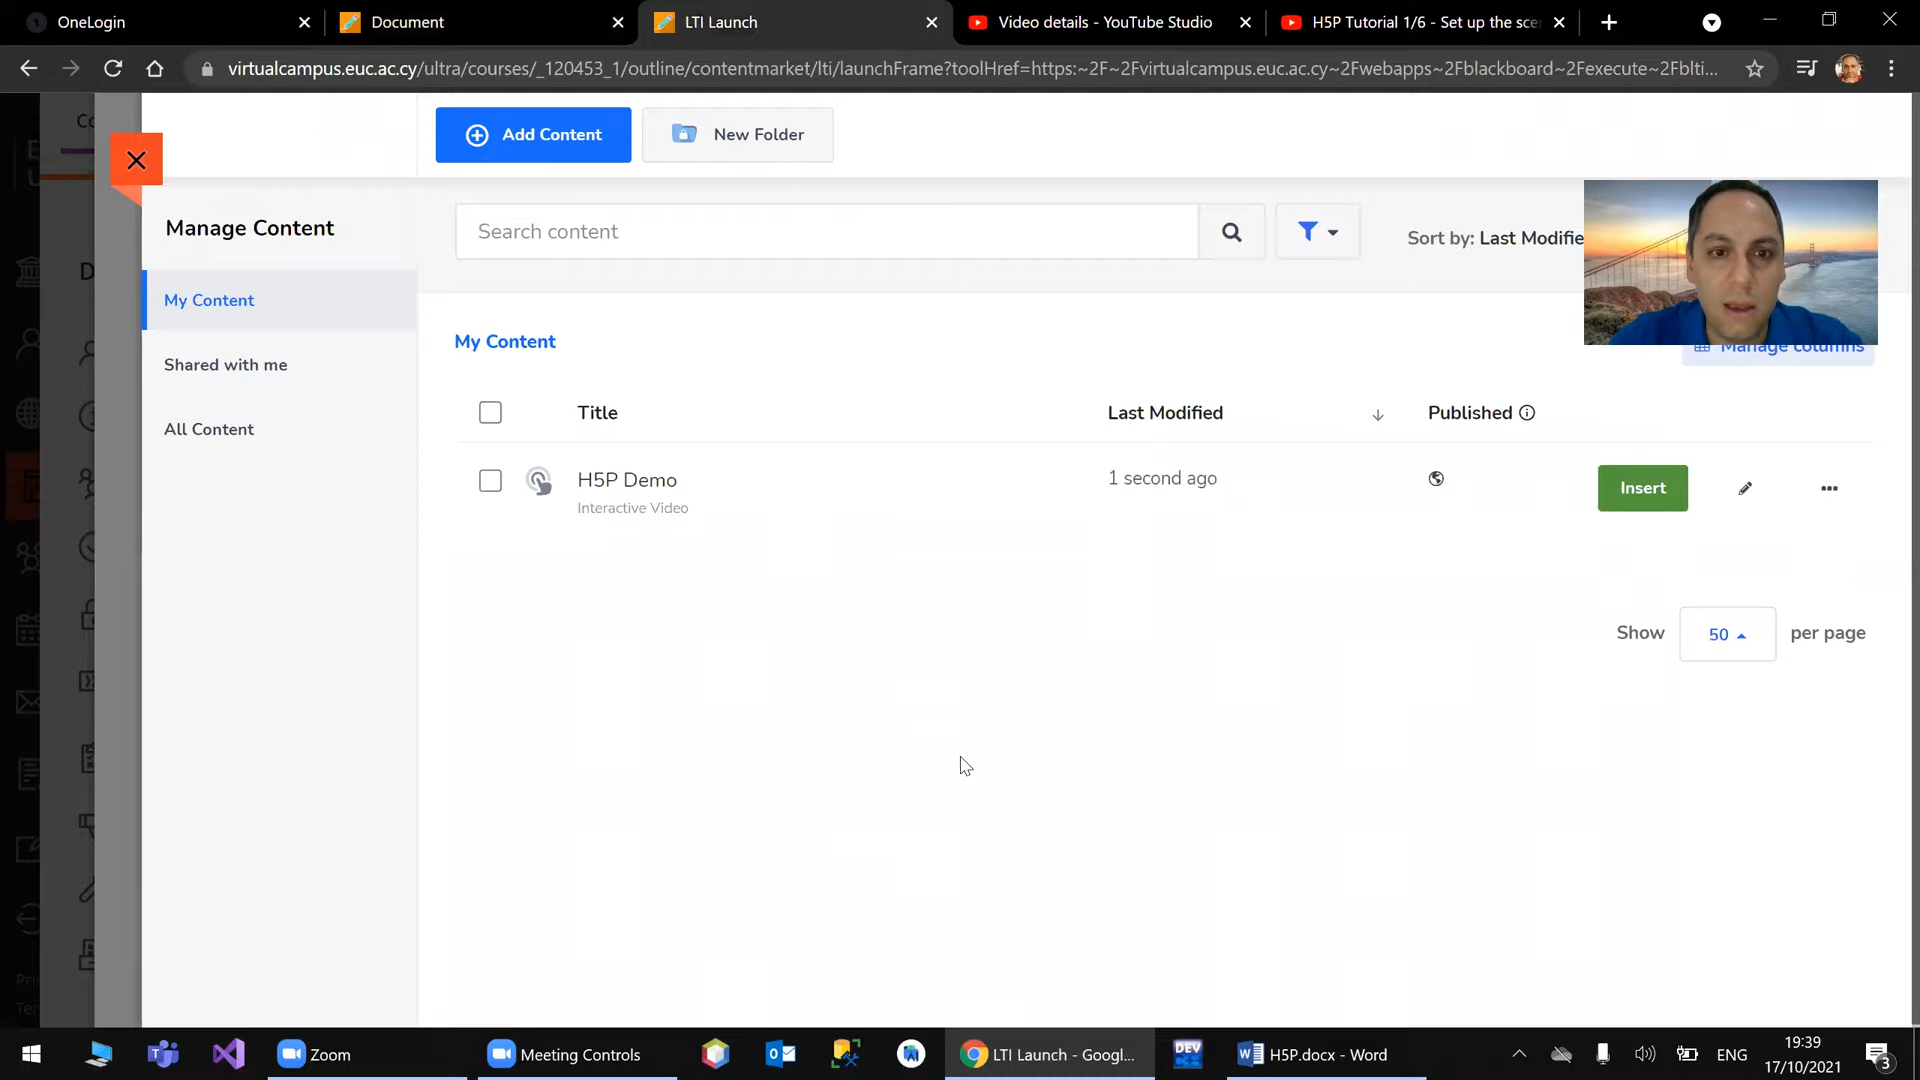 OneLogin
Document
LTI Launch
Video details - YouTube Studio
H5P Tutorial 1/6 - Set up the sce
virtualcampus.euc.ac.cy/ultra/courses/_120453_1/outline/contentmarket/lti/launchFrame?toolHref=https:~2F~2Fvirtualcampus.euc.ac.cy~2Fwebapps~2Fblackboard~2Fexecute~2Fblti...
Add Content
New Folder
Manage Content
Search content
Sort by: Last Modifie
My Content
Shared with me
All Content
My Content
Manage columns
Title
Last Modified
Published
H5P Demo
Interactive Video
1 second ago
Insert
Show
50
per page
Zoom
Meeting Controls
DEV
LTI Launch - Googl...
H5P.docx - Word
ENG
19:39
17/10/2021
3